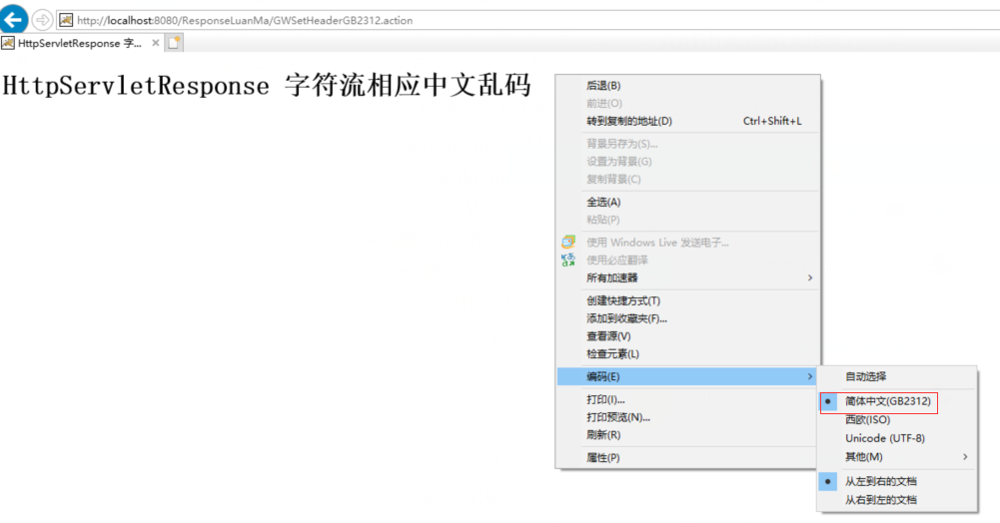 http://localhost:8080/ResponseLuanMa/GWSetHeaderGB2312.action
HttpServletResponse 字...
HttpServletResponse 字符流相应中文乱码
后退(B)
前进(O)
转到复制的地址(D) Ctrl+Shift+L
背景另存为(S)...
设置为背景(G)
复制背景(C)
全选(A)
粘贴(P)
使用 Windows Live 发送电子...
使用必应翻译
所有加速器
创建快捷方式(T)
添加到收藏夹(F)...
查看源(V)
检查元素(L)
编码(E)
打印(I)...
打印预览(N)...
刷新(R)
属性(P)
自动选择
简体中文(GB2312)
西欧(ISO)
Unicode (UTF-8)
其他(M)
从左到右的文档
从右到左的文档